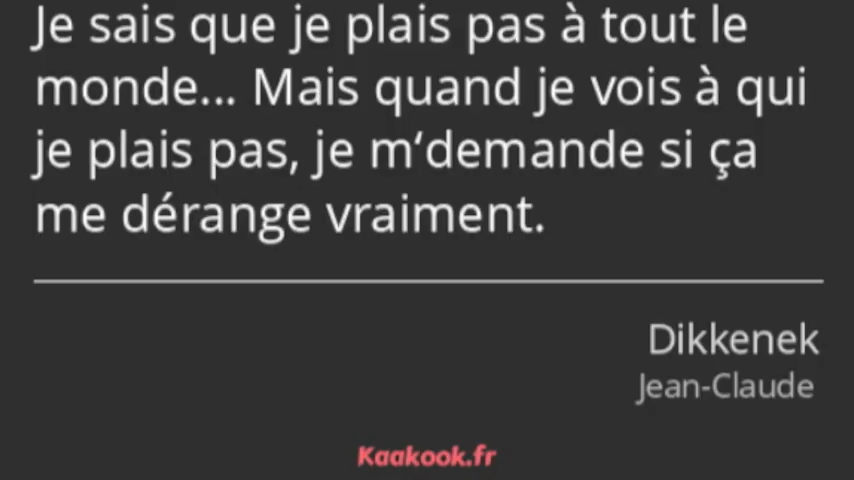 Je sais que je plais pas à tout le
monde... Mais quand je vois à qui
je plais pas, je m‘demande si ça
me dérange vraiment.
Dikkenek
Jean-Claude
Kaakook.fr